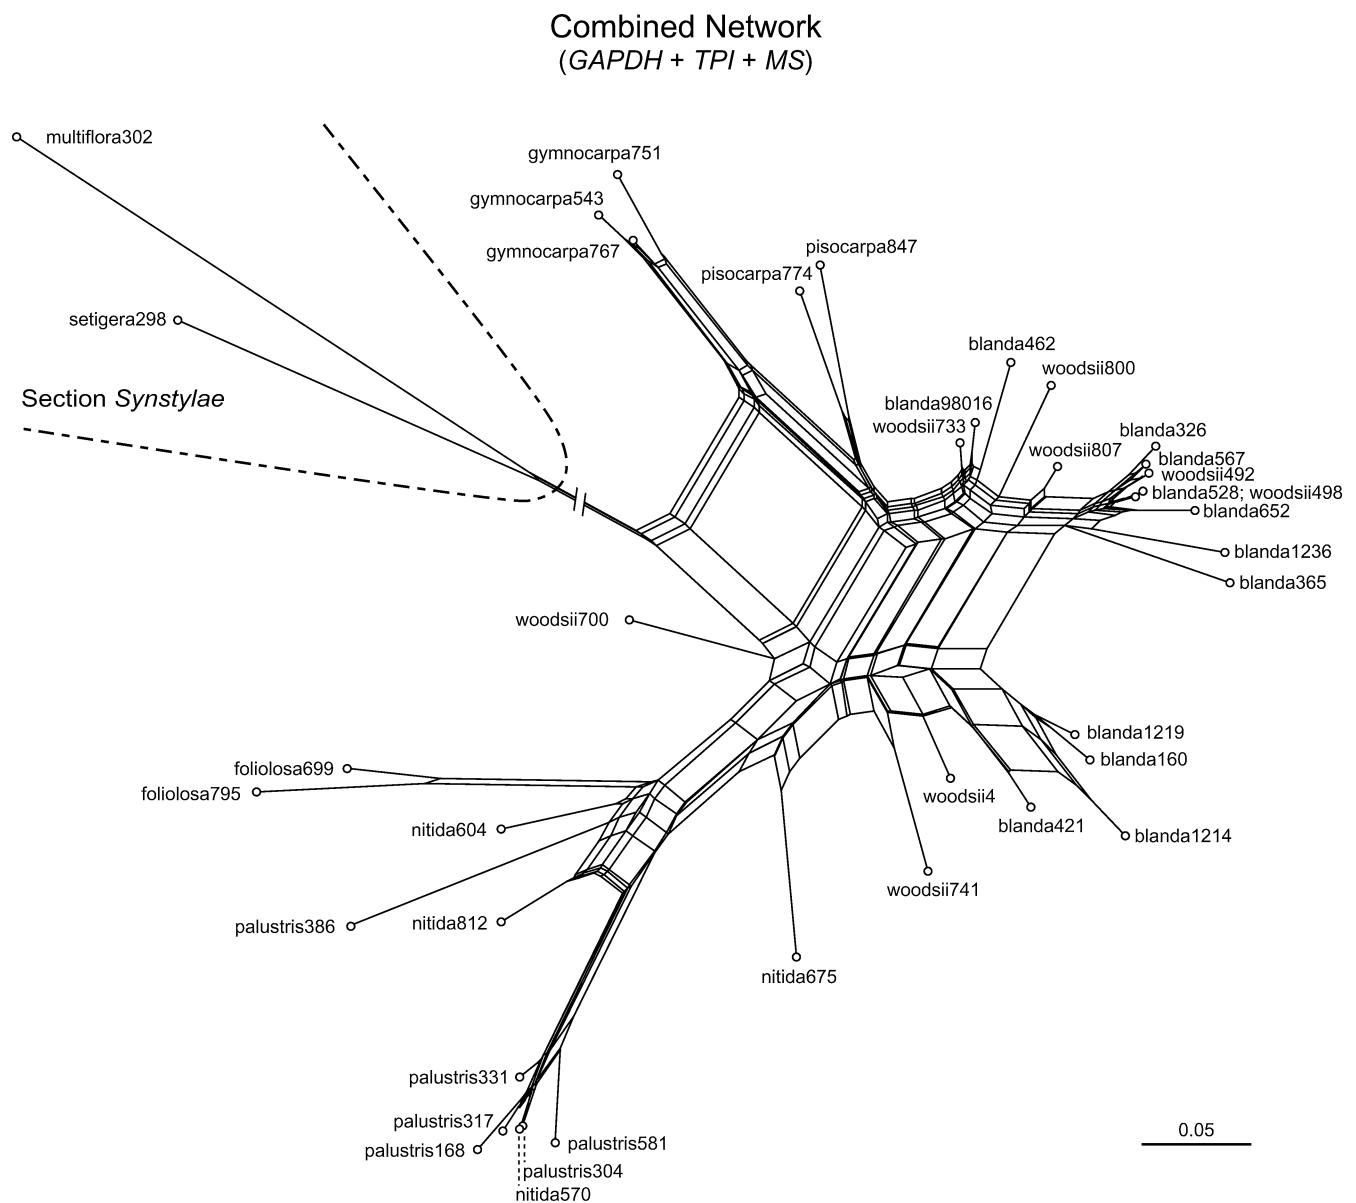 Combined Network
(GAPDH + TPI + MS)
multiflora302
gymnocarpa751
gymnocarpa543
gymnocarpa767
pisocarpa847
pisocarpa774
setigera298
blanda462
woodsii800
Section Synstylae
blanda98016
woodsii733
blanda326
woodsii807
blanda567
woodsii492
blanda528; woodsii498
blanda652
blanda1236
blanda365
woodsii700
blanda1219
blanda160
foliolosa699
foliolosa795
woodsii4
nitida604
blanda421
blanda1214
woodsii741
palustris386
nitida812
nitida675
palustris331
palustris317
0.05
palustris168
palustris581
palustris304
nitida570